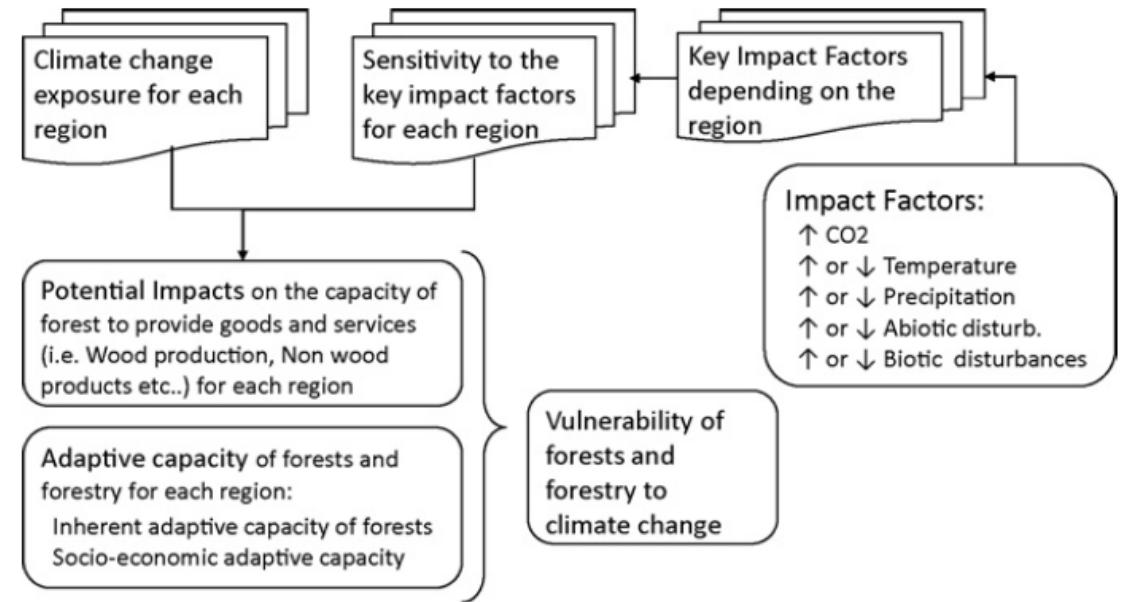 Climate change
exposure for each
region
Sensitivity to the
key impact factors
for each region
Key Impact Factors
depending on the
region
Impact Factors:
↑ CO2
↑ or ↓ Temperature
↑ or ↓ Precipitation
↑ or ↓ Abiotic disturb.
↑ or ↓ Biotic disturbances
Potential Impacts on the capacity of
forest to provide goods and services
(i.e. Wood production, Non wood
products etc..) for each region
Adaptive capacity of forests and
forestry for each region:
Inherent adaptive capacity of forests
Socio-economic adaptive capacity
Vulnerability of
forests and
forestry to
climate change